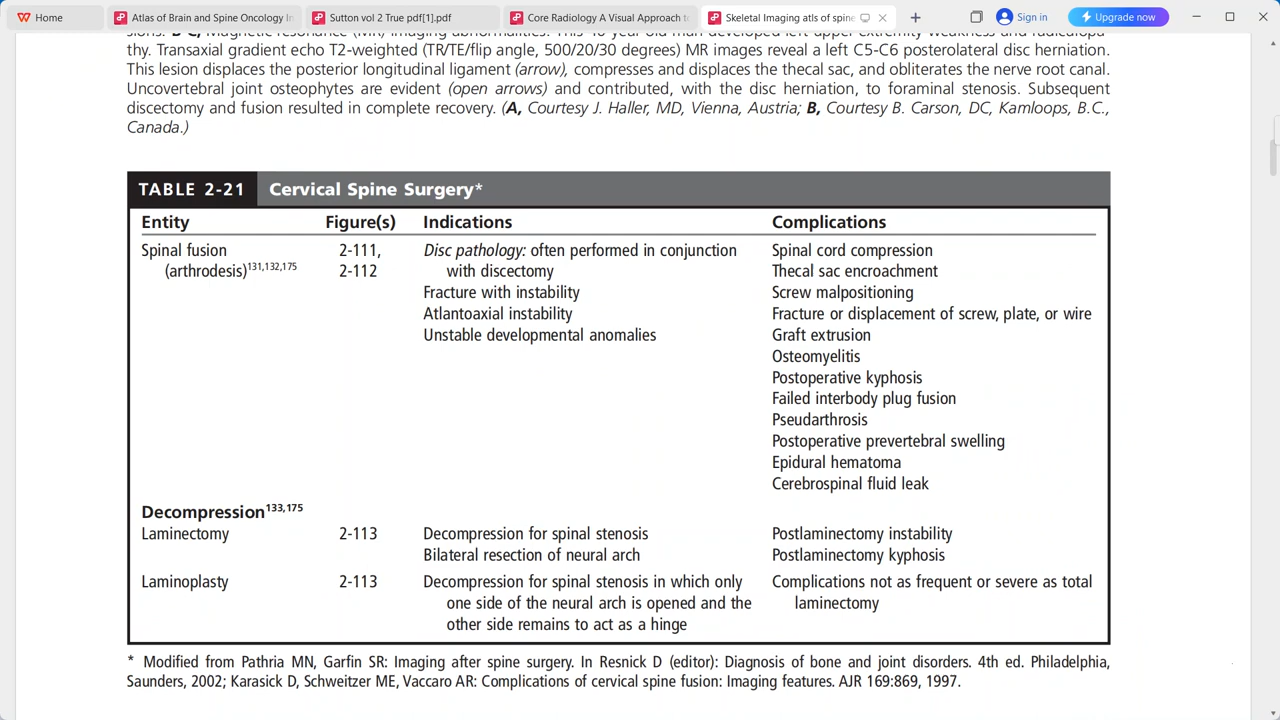 Home
Atlas of Brain and Spine Oncology I
Sutton vol 2 True pdf[1].pdf
Core Radiology A Visual Approach to
Skeletal Imaging atls of spine
Sign in
Upgrade now
thy. Transaxial gradient echo T2-weighted (TR/TE/flip angle, 500/20/30 degrees) MR images reveal a left C5-C6 posterolateral disc herniation.
This lesion displaces the posterior longitudinal ligament (arrow), compresses and displaces the thecal sac, and obliterates the nerve root canal.
Uncovertebral joint osteophytes are evident (open arrows) and contributed, with the disc herniation, to foraminal stenosis. Subsequent
discectomy and fusion resulted in complete recovery. (A, Courtesy J. Haller, MD, Vienna, Austria; B, Courtesy B. Carson, DC, Kamloops, B.C.,
Canada.)
TABLE 2-21 Cervical Spine Surgery*
Entity Figure(s) Indications Complications
Spinal fusion 2-111, Disc pathology: often performed in conjunction Spinal cord compression
(arthrodesis)131,132,175 2-112 with discectomy Thecal sac encroachment
Fracture with instability Screw malpositioning
Atlantoaxial instability Fracture or displacement of screw, plate, or wire
Unstable developmental anomalies Graft extrusion
Osteomyelitis
Postoperative kyphosis
Failed interbody plug fusion
Pseudarthrosis
Postoperative prevertebral swelling
Epidural hematoma
Cerebrospinal fluid leak
Decompression133,175
Laminectomy 2-113 Decompression for spinal stenosis Postlaminectomy instability
Bilateral resection of neural arch Postlaminectomy kyphosis
Laminoplasty 2-113 Decompression for spinal stenosis in which only Complications not as frequent or severe as total
one side of the neural arch is opened and the laminectomy
other side remains to act as a hinge
* Modified from Pathria MN, Garfin SR: Imaging after spine surgery. In Resnick D (editor): Diagnosis of bone and joint disorders. 4th ed. Philadelphia,
Saunders, 2002; Karasick D, Schweitzer ME, Vaccaro AR: Complications of cervical spine fusion: Imaging features. AJR 169:869, 1997.